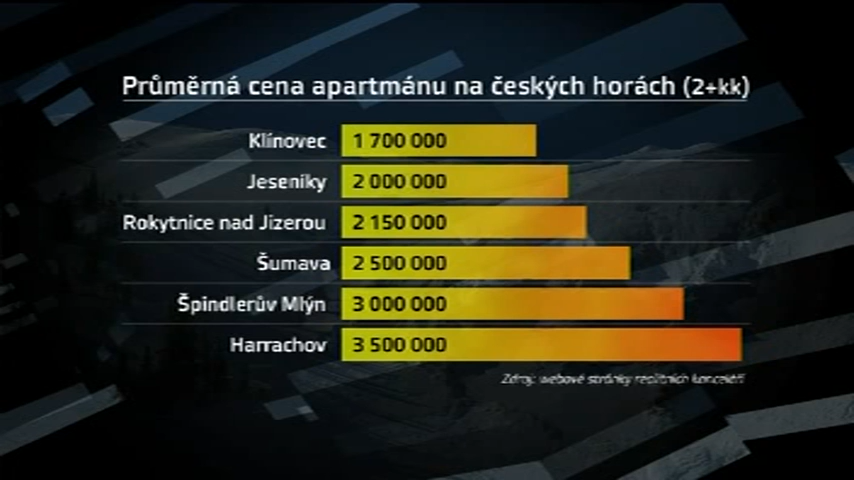 Průměrná cena apartmánu na českých horách (2+kk)
Klínovec 1 700 000
Jeseníky 2 000 000
Rokytnice nad Jizerou 2 150 000
Šumava 2 500 000
Špindlerův Mlýn 3 000 000
Harrachov 3 500 000
Zdroj: webové stránky realitních kanceláří